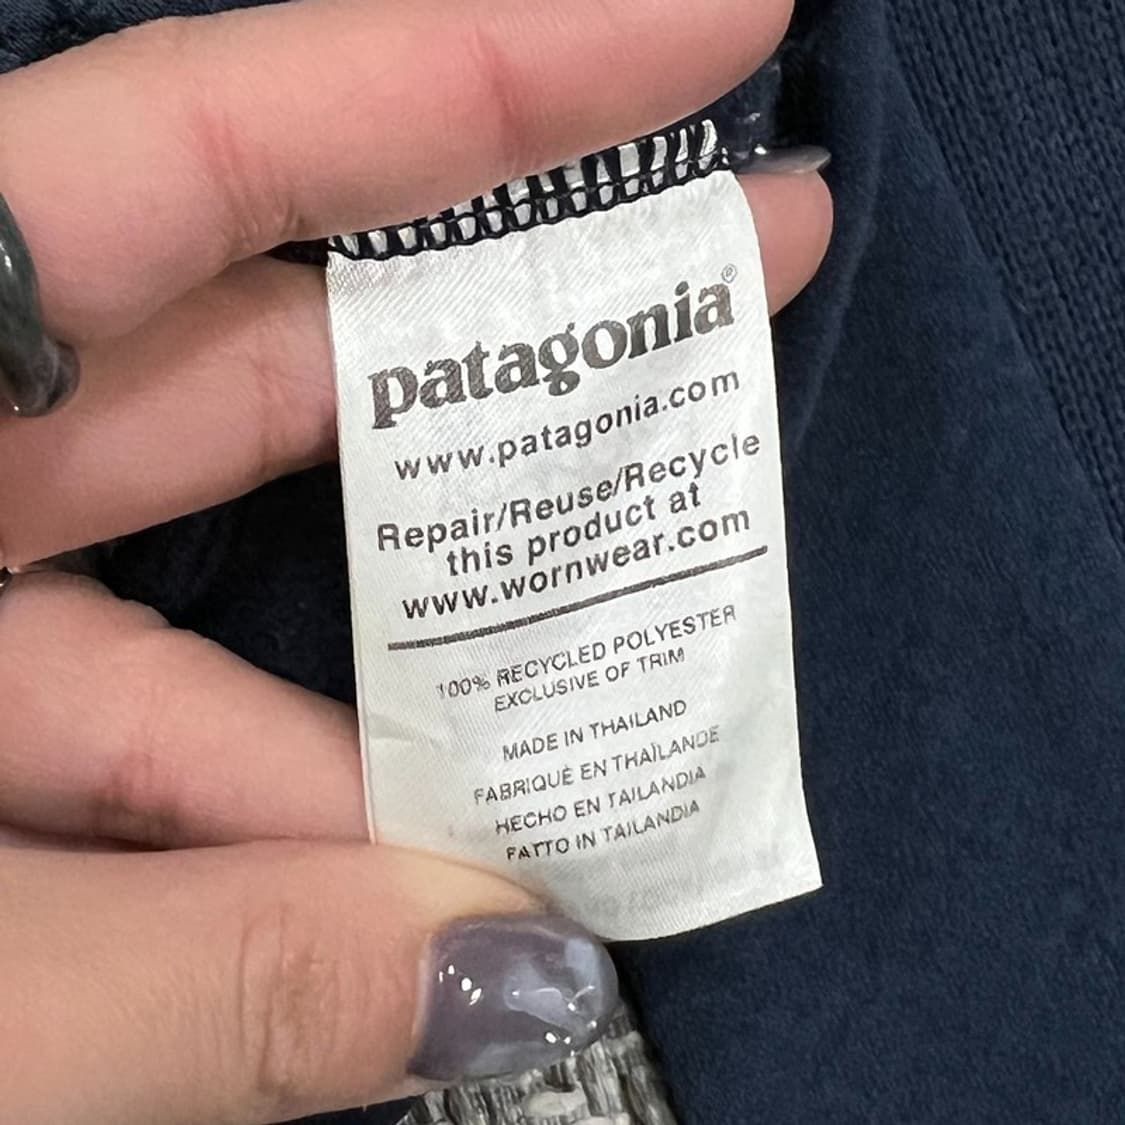 patagonia®
www.patagonia.com
Repair/Reuse/Recycle
this product at
www.wornwear.com
100% RECYCLED POLYESTER
EXCLUSIVE OF TRIM
MADE IN THAILAND
FABRIQUÉ EN THAÏLANDE
HECHO EN TAILANDIA
FATTO IN TAILANDIA